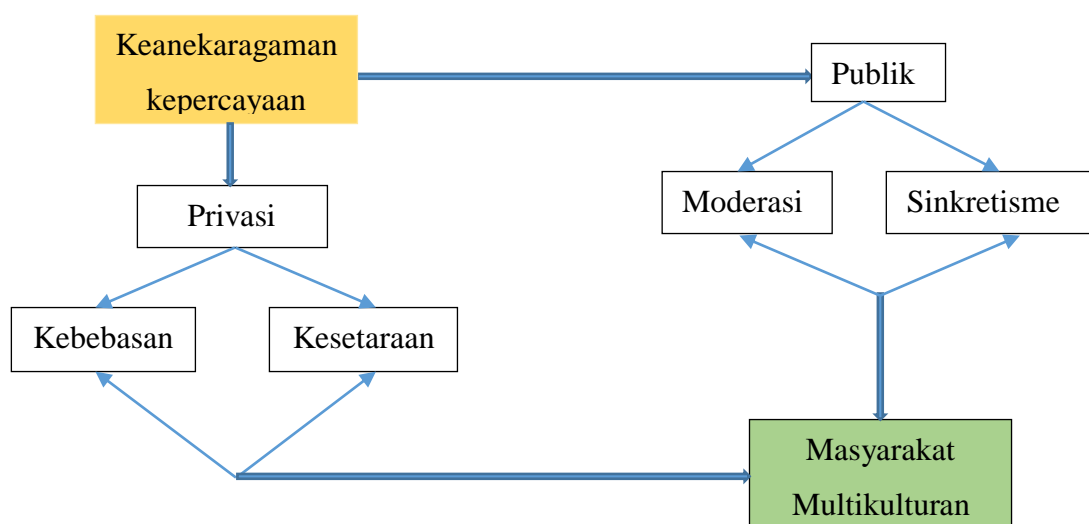 Keanekaragaman
kepercayaan
Publik
Privasi
Moderasi
Sinkretisme
Kebebasan
Kesetaraan
Masyarakat
Multikulturan